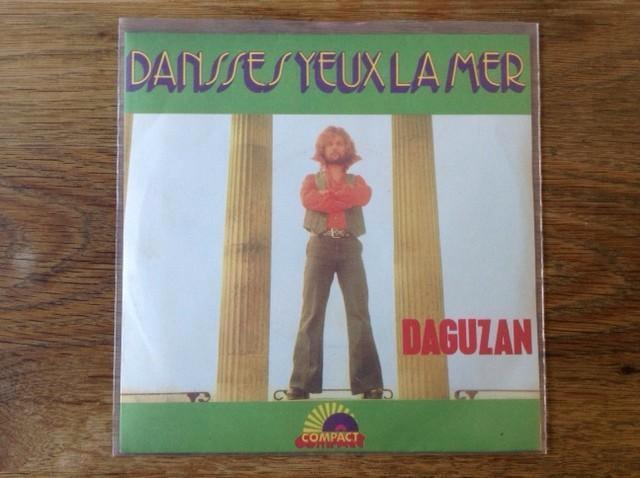 DANS SES YEUX LA MER
DAGUZAN
COMPACT